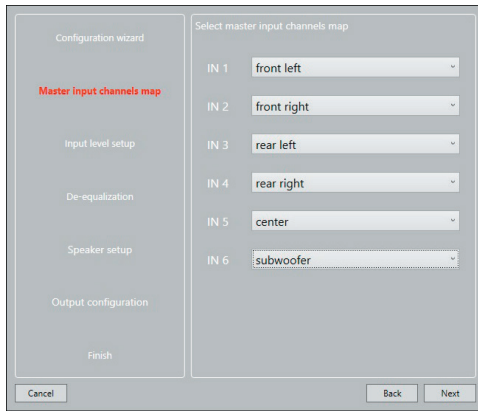 Configuration wizard
Master input channels map
Input level setup
De-equalization
Speaker setup
Output configuration
Finish
Select master input channels map
IN 1 front left
IN 2 front right
IN 3 rear left
IN 4 rear right
IN 5 center
IN 6 subwoofer
Cancel Back Next